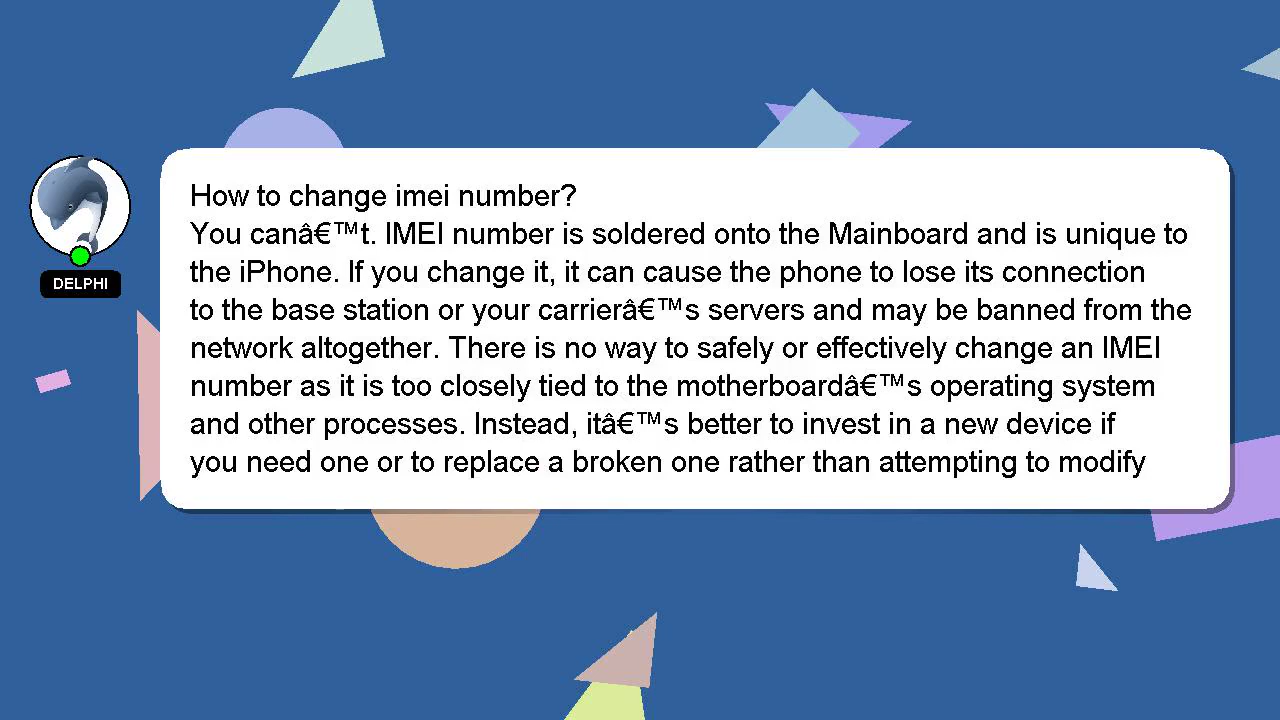 How to change imei number?
You canâ€™t. IMEI number is soldered onto the Mainboard and is unique to
the iPhone. If you change it, it can cause the phone to lose its connection
to the base station or your carrierâ€™s servers and may be banned from the
network altogether. There is no way to safely or effectively change an IMEI
number as it is too closely tied to the motherboardâ€™s operating system
and other processes. Instead, itâ€™s better to invest in a new device if
you need one or to replace a broken one rather than attempting to modify
DELPHI